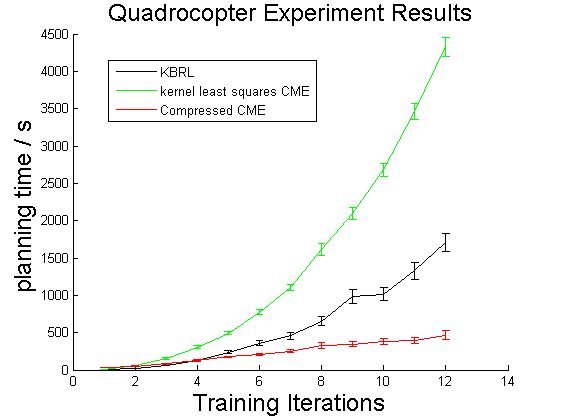 Quadrocopter Experiment Results
4500
4000
3500
3000
2500
2000
1500
1000
500
0
planning time / s
KBRL
kernel least squares CME
Compressed CME
0 2 4 6 8 10 12 14
Training Iterations